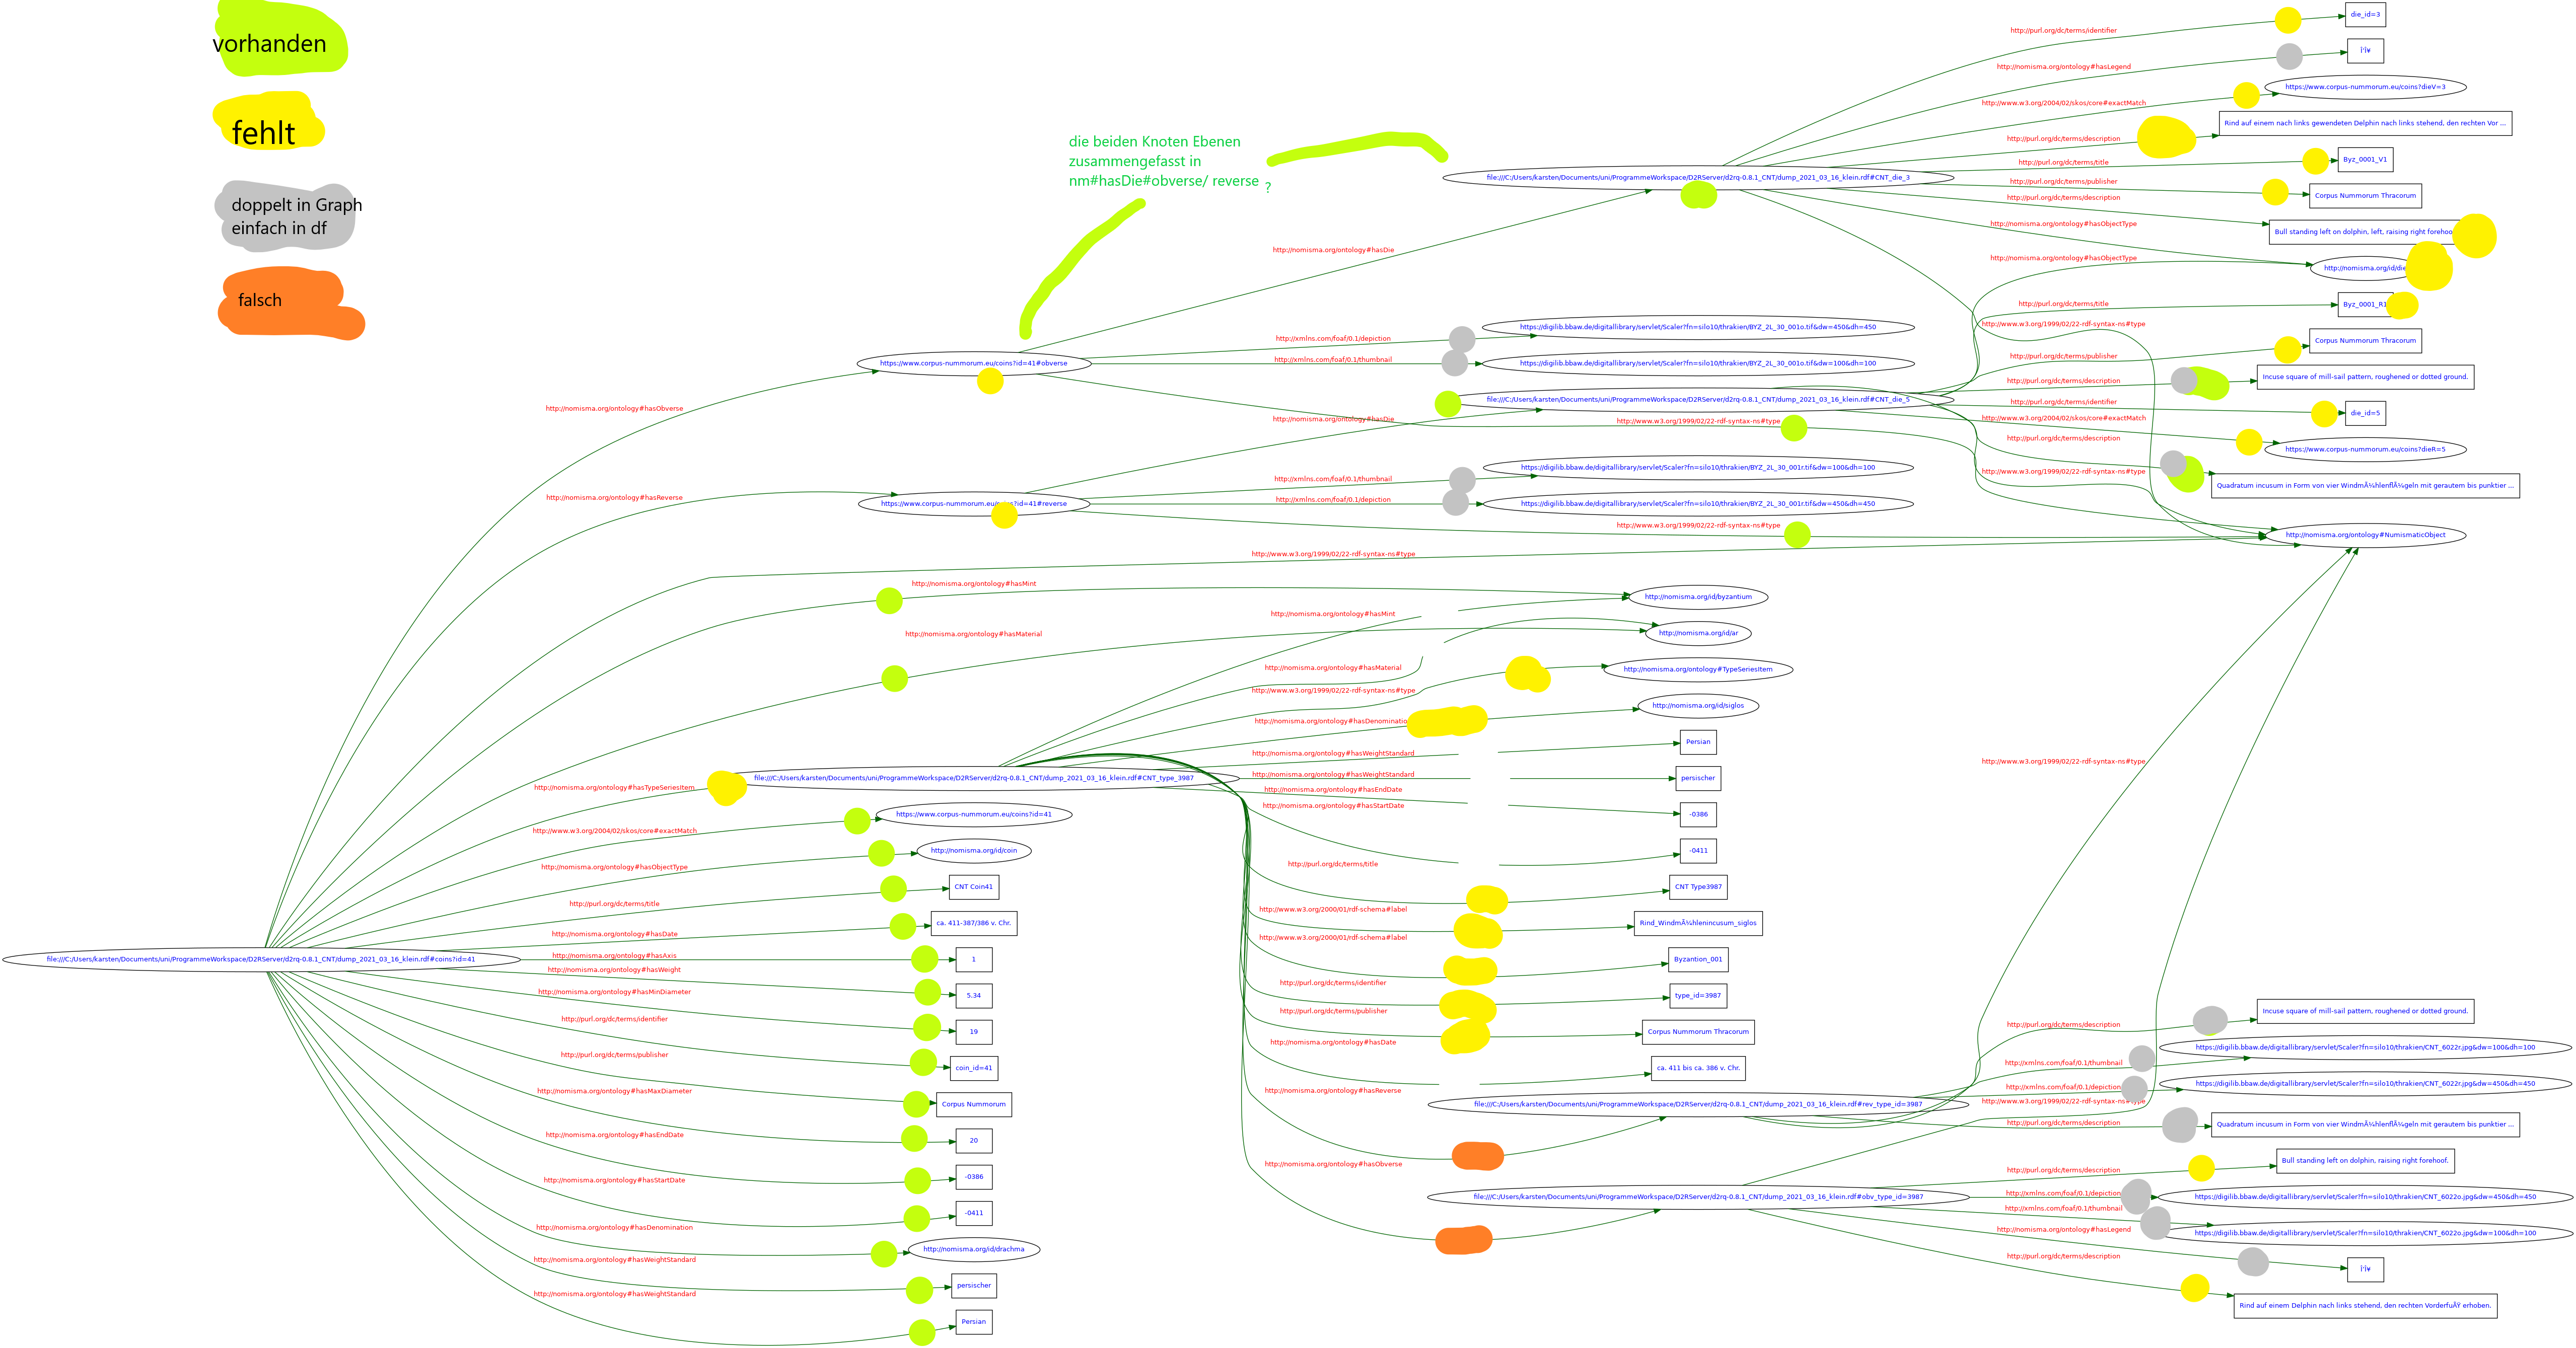 vorhanden
fehlt
doppelt in Graph
einfach in df
falsch
die beiden Knoten Ebenen
zusammengefasst in
nm#hasDie#obverse/ reverse
?
file:///C:/Users/karsten/Documents/uni/ProgrammeWorkspace/D2RServer/d2rq-0.8.1_CNT/dump_2021_03_16_klein.rdf#coins?id=41
http://nomisma.org/ontology#hasObverse
http://nomisma.org/ontology#hasReverse
http://www.w3.org/1999/02/22-rdf-syntax-ns#type
http://nomisma.org/ontology#hasMint
http://nomisma.org/ontology#hasMaterial
http://nomisma.org/ontology#hasTypeSeriesItem
http://www.w3.org/2004/02/skos/core#exactMatch
http://nomisma.org/ontology#hasObjectType
http://purl.org/dc/terms/title
http://nomisma.org/ontology#hasDate
http://nomisma.org/ontology#hasAxis
http://nomisma.org/ontology#hasWeight
http://nomisma.org/ontology#hasMinDiameter
http://purl.org/dc/terms/identifier
http://purl.org/dc/terms/publisher
http://nomisma.org/ontology#hasMaxDiameter
http://nomisma.org/ontology#hasEndDate
http://nomisma.org/ontology#hasStartDate
http://nomisma.org/ontology#hasDenomination
http://nomisma.org/ontology#hasWeightStandard
http://nomisma.org/ontology#hasWeightStandard
https://www.corpus-nummorum.eu/coins?id=41#obverse
https://www.corpus-nummorum.eu/coins?id=41#reverse
file:///C:/Users/karsten/Documents/uni/ProgrammeWorkspace/D2RServer/d2rq-0.8.1_CNT/dump_2021_03_16_klein.rdf#CNT_type_3987
https://www.corpus-nummorum.eu/coins?id=41
http://nomisma.org/id/coin
CNT Coin41
ca. 411-387/386 v. Chr.
1
5.34
19
coin_id=41
Corpus Nummorum
20
-0386
-0411
http://nomisma.org/id/drachma
persischer
Persian
http://nomisma.org/ontology#hasDie
http://xmlns.com/foaf/0.1/depiction
http://xmlns.com/foaf/0.1/thumbnail
http://nomisma.org/ontology#hasDie
http://www.w3.org/1999/02/22-rdf-syntax-ns#type
http://xmlns.com/foaf/0.1/thumbnail
http://xmlns.com/foaf/0.1/depiction
http://www.w3.org/1999/02/22-rdf-syntax-ns#type
http://nomisma.org/ontology#hasMint
http://nomisma.org/ontology#hasMaterial
http://www.w3.org/1999/02/22-rdf-syntax-ns#type
http://nomisma.org/ontology#hasDenominatio
http://nomisma.org/ontology#hasWeightStandard
http://nomisma.org/ontology#hasWeightStandard
http://nomisma.org/ontology#hasEndDate
http://nomisma.org/ontology#hasStartDate
http://purl.org/dc/terms/title
http://www.w3.org/2000/01/rdf-schema#label
http://www.w3.org/2000/01/rdf-schema#label
http://purl.org/dc/terms/identifier
http://purl.org/dc/terms/publisher
http://nomisma.org/ontology#hasDate
http://nomisma.org/ontology#hasReverse
http://nomisma.org/ontology#hasObverse
file:///C:/Users/karsten/Documents/uni/ProgrammeWorkspace/D2RServer/d2rq-0.8.1_CNT/dump_2021_03_16_klein.rdf#CNT_die_3
https://digilib.bbaw.de/digitallibrary/servlet/Scaler?fn=silo10/thrakien/BYZ_2L_30_001o.tif&dw=450&dh=450
https://digilib.bbaw.de/digitallibrary/servlet/Scaler?fn=silo10/thrakien/BYZ_2L_30_001o.tif&dw=100&dh=100
file:///C:/Users/karsten/Documents/uni/ProgrammeWorkspace/D2RServer/d2rq-0.8.1_CNT/dump_2021_03_16_klein.rdf#CNT_die_5
https://digilib.bbaw.de/digitallibrary/servlet/Scaler?fn=silo10/thrakien/BYZ_2L_30_001r.tif&dw=100&dh=100
https://digilib.bbaw.de/digitallibrary/servlet/Scaler?fn=silo10/thrakien/BYZ_2L_30_001r.tif&dw=450&dh=450
http://nomisma.org/id/byzantium
http://nomisma.org/id/ar
http://nomisma.org/ontology#TypeSeriesItem
http://nomisma.org/id/siglos
Persian
persischer
-0386
-0411
CNT Type3987
Rind_WindmÃ¼hlenincusum_siglos
Byzantion_001
type_id=3987
Corpus Nummorum Thracorum
ca. 411 bis ca. 386 v. Chr.
file:///C:/Users/karsten/Documents/uni/ProgrammeWorkspace/D2RServer/d2rq-0.8.1_CNT/dump_2021_03_16_klein.rdf#rev_type_id=3987
file:///C:/Users/karsten/Documents/uni/ProgrammeWorkspace/D2RServer/d2rq-0.8.1_CNT/dump_2021_03_16_klein.rdf#obv_type_id=3987
http://purl.org/dc/terms/identifier
http://nomisma.org/ontology#hasLegend
http://www.w3.org/2004/02/skos/core#exactMatch
http://purl.org/dc/terms/description
http://purl.org/dc/terms/title
http://purl.org/dc/terms/publisher
http://purl.org/dc/terms/description
http://nomisma.org/ontology#hasObjectType
http://nomisma.org/ontology#hasObjectType
http://purl.org/dc/terms/title
http://www.w3.org/1999/02/22-rdf-syntax-ns#type
http://purl.org/dc/terms/publisher
http://purl.org/dc/terms/description
http://purl.org/dc/terms/identifier
http://www.w3.org/2004/02/skos/core#exactMatch
http://purl.org/dc/terms/description
http://www.w3.org/1999/02/22-rdf-syntax-ns#type
http://www.w3.org/1999/02/22-rdf-syntax-ns#type
http://purl.org/dc/terms/description
http://xmlns.com/foaf/0.1/thumbnail
http://xmlns.com/foaf/0.1/depiction
http://www.w3.org/1999/02/22-rdf-syntax-ns#type
http://purl.org/dc/terms/description
http://purl.org/dc/terms/description
http://xmlns.com/foaf/0.1/depiction
http://xmlns.com/foaf/0.1/thumbnail
http://nomisma.org/ontology#hasLegend
http://purl.org/dc/terms/description
die_id=3
Î'Î¥
https://www.corpus-nummorum.eu/coins?dieV=3
Rind auf einem nach links gewendeten Delphin nach links stehend, den rechten Vor ...
Byz_0001_V1
Corpus Nummorum Thracorum
Bull standing left on dolphin, left, raising right forehoo
http://nomisma.org/id/die
Byz_0001_R1
Corpus Nummorum Thracorum
Incuse square of mill-sail pattern, roughened or dotted ground.
die_id=5
https://www.corpus-nummorum.eu/coins?dieR=5
Quadratum incusum in Form von vier WindmÃ¼hlenflÃ¼geln mit gerautem bis punktier ...
http://nomisma.org/ontology#NumismaticObject
Incuse square of mill-sail pattern, roughened or dotted ground.
https://digilib.bbaw.de/digitallibrary/servlet/Scaler?fn=silo10/thrakien/CNT_6022r.jpg&dw=100&dh=100
https://digilib.bbaw.de/digitallibrary/servlet/Scaler?fn=silo10/thrakien/CNT_6022r.jpg&dw=450&dh=450
Quadratum incusum in Form von vier WindmÃ¼hlenflÃ¼geln mit gerautem bis punktier ...
Bull standing left on dolphin, raising right forehoof.
https://digilib.bbaw.de/digitallibrary/servlet/Scaler?fn=silo10/thrakien/CNT_6022o.jpg&dw=450&dh=450
https://digilib.bbaw.de/digitallibrary/servlet/Scaler?fn=silo10/thrakien/CNT_6022o.jpg&dw=100&dh=100
Î'Î¥
Rind auf einem Delphin nach links stehend, den rechten VorderfuÃŸ erhoben.